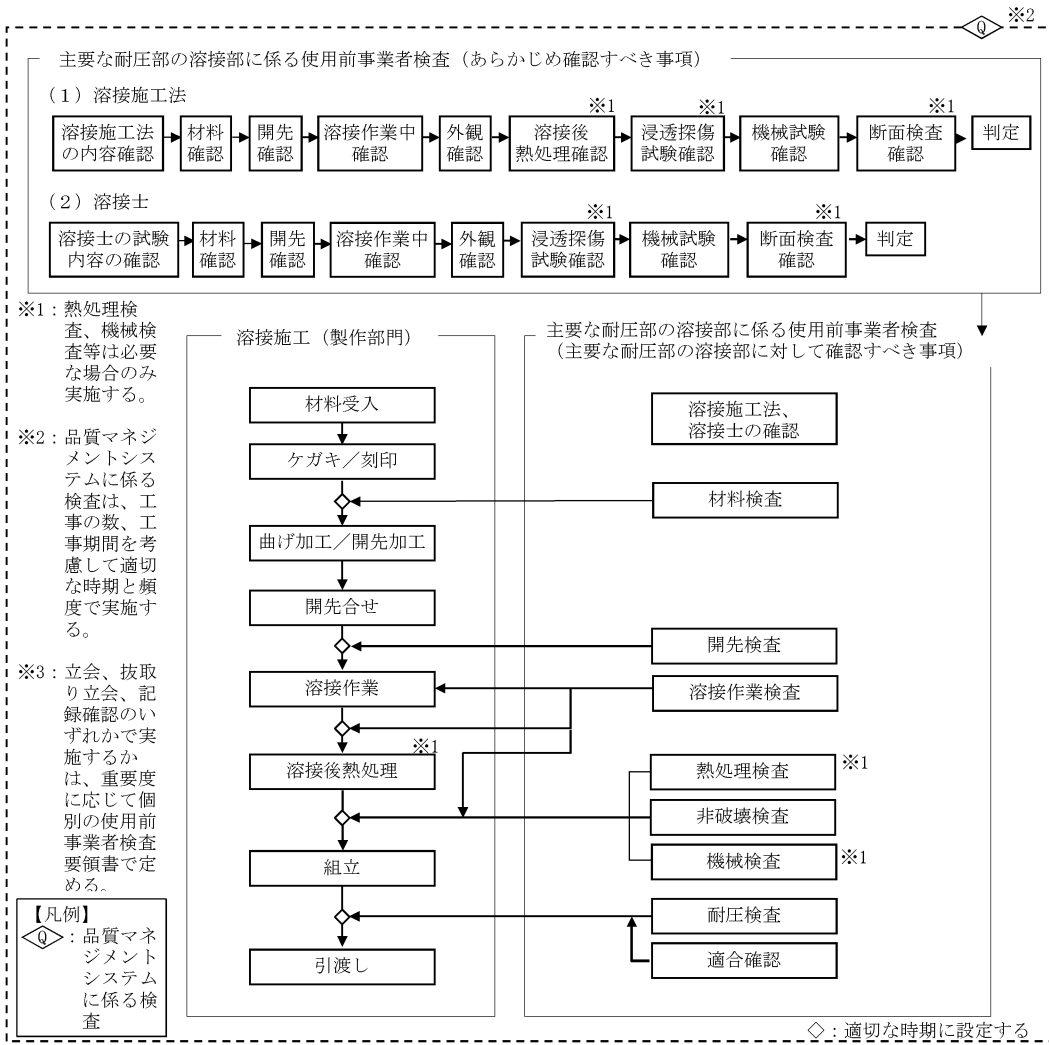 ※2
Q
主要な耐圧部の溶接部に係る使用前事業者検査（あらかじめ確認すべき事項）
（1）溶接施工法
溶接施工法
の内容確認
材料
確認
開先
確認
溶接作業中
確認
外観
確認
※1
溶接後
熱処理確認
※1
浸透探傷
試験確認
機械試験
確認
※1
断面検査
確認
判定
（2）溶接士
溶接士の試験
内容の確認
材料
確認
開先
確認
溶接作業中
確認
外観
確認
※1
浸透探傷
試験確認
機械試験
確認
※1
断面検査
確認
判定
※1：熱処理検
査、機械検
査等は必要
な場合のみ
実施する。
※2：品質マネジ
メントシス
テムに係る
検査は、工
事の数、工
事期間を考
慮して適切
な時期と頻
度で実施す
る。
※3：立会、抜取
り立会、記
録確認のい
ずれかで実
施するか
は、重要度
に応じて個
別の使用前
事業者検査
要領書で定
める。
【凡例】
Q：品質マネ
ジメント
システム
に係る検
査
溶接施工（製作部門）
材料受入
ケガキ／刻印
曲げ加工／開先加工
開先合せ
溶接作業
※1
溶接後熱処理
組立
引渡し
主要な耐圧部の溶接部に係る使用前事業者検査
（主要な耐圧部の溶接部に対して確認すべき事項）
溶接施工法、
溶接士の確認
材料検査
開先検査
溶接作業検査
熱処理検査
※1
非破壊検査
機械検査
※1
耐圧検査
適合確認
◇：適切な時期に設定する